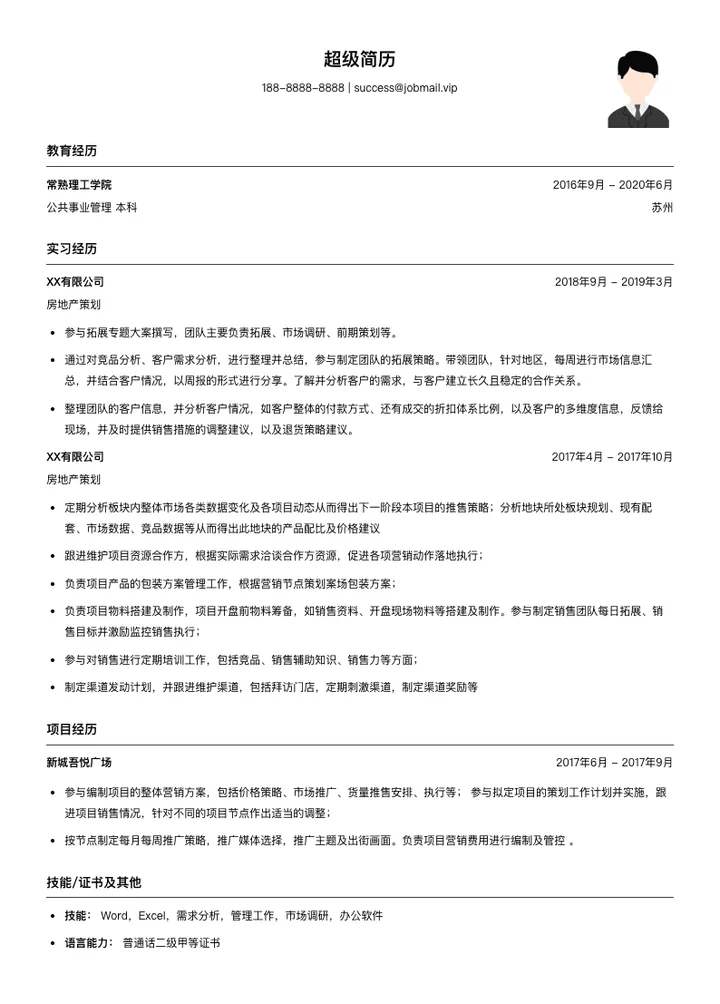 超级简历
188-8888-8888 | success@jobmail.vip
教育经历
常熟理工学院 2016年9月 – 2020年6月
公共事业管理 本科 苏州
实习经历
XX有限公司 2018年9月 – 2019年3月
房地产策划
• 参与拓展专题大案撰写，团队主要负责拓展、市场调研、前期策划等。
• 通过对竞品分析、客户需求分析，进行整理并总结，参与制定团队的拓展策略。带领团队，针对地区，每周进行市场信息汇
总，并结合客户情况，以周报的形式进行分享。了解并分析客户的需求，与客户建立长久且稳定的合作关系。
• 整理团队的客户信息，并分析客户情况，如客户整体的付款方式、还有成交的折扣体系比例，以及客户的多维度信息，反馈给
现场，并及时提供销售措施的调整建议，以及退货策略建议。
XX有限公司 2017年4月 – 2017年10月
房地产策划
• 定期分析板块内整体市场各类数据变化及各项目动态从而得出下一阶段本项目的推售策略；分析地块所处板块规划、现有配
套、市场数据、竞品数据等从而得出此地块的产品配比及价格建议
• 跟进维护项目资源合作方，根据实际需求洽谈合作方资源，促进各项营销动作落地执行；
• 负责项目产品的包装方案管理工作，根据营销节点策划案场包装方案；
• 负责项目物料搭建及制作，项目开盘前物料筹备，如销售资料、开盘现场物料等搭建及制作。参与制定销售团队每日拓展、销
售目标并激励监控销售执行；
• 参与对销售进行定期培训工作，包括竞品、销售辅助知识、销售力等方面；
• 制定渠道发动计划，并跟进维护渠道，包括拜访门店，定期刺激渠道，制定渠道奖励等
项目经历
新城吾悦广场 2017年6月 – 2017年9月
• 参与编制项目的整体营销方案，包括价格策略、市场推广、货量推售安排、执行等； 参与拟定项目的策划工作计划并实施，跟
进项目销售情况，针对不同的项目节点作出适当的调整；
• 按节点制定每月每周推广策略，推广媒体选择，推广主题及出街画面。负责项目营销费用进行编制及管控 。
技能/证书及其他
• 技能： Word，Excel，需求分析，管理工作，市场调研，办公软件
• 语言能力： 普通话二级甲等证书